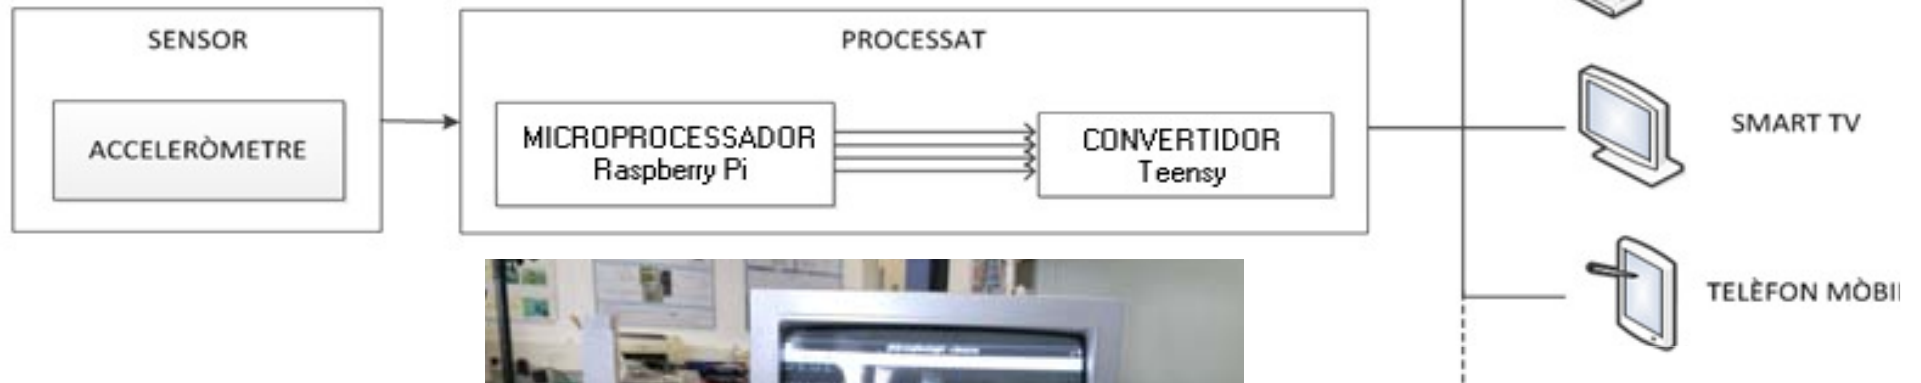 SENSOR
ACCELERÒMETRE
PROCESSAT
MICROPROCESSADOR
Raspberry Pi
CONVERTIDOR
Teensy
SMART TV
TELÈFON MÒBI